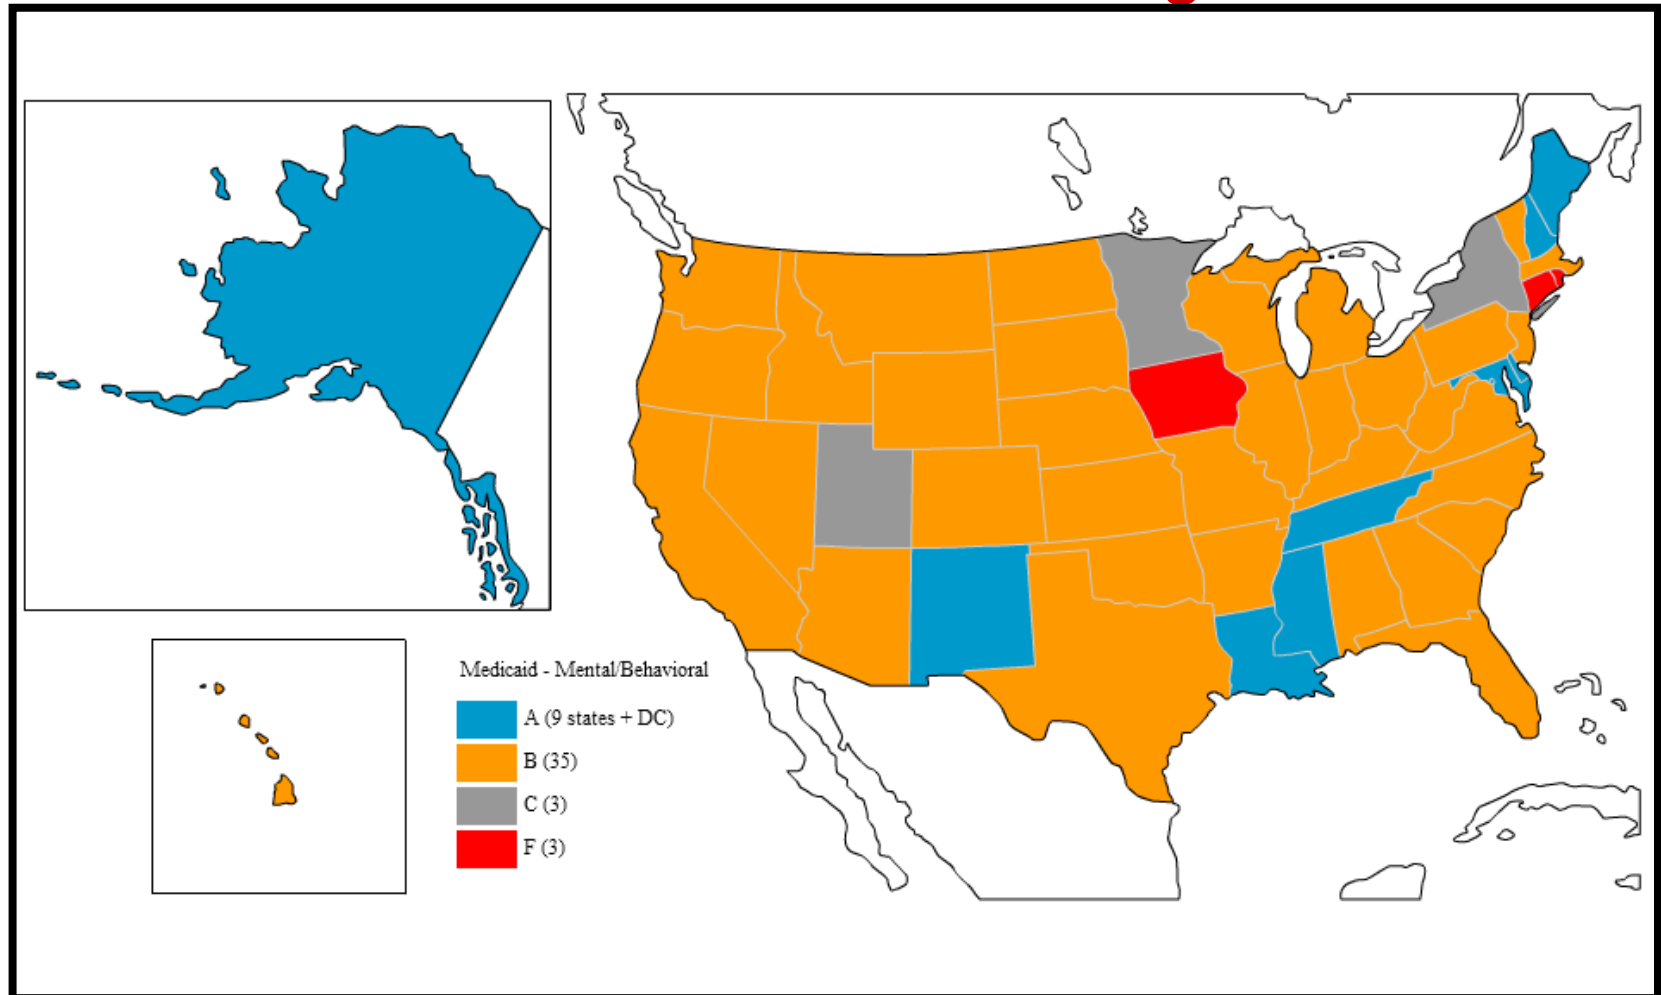 Medicaid - Mental/Behavioral
A (9 states + DC)
B (35)
C (3)
F (3)